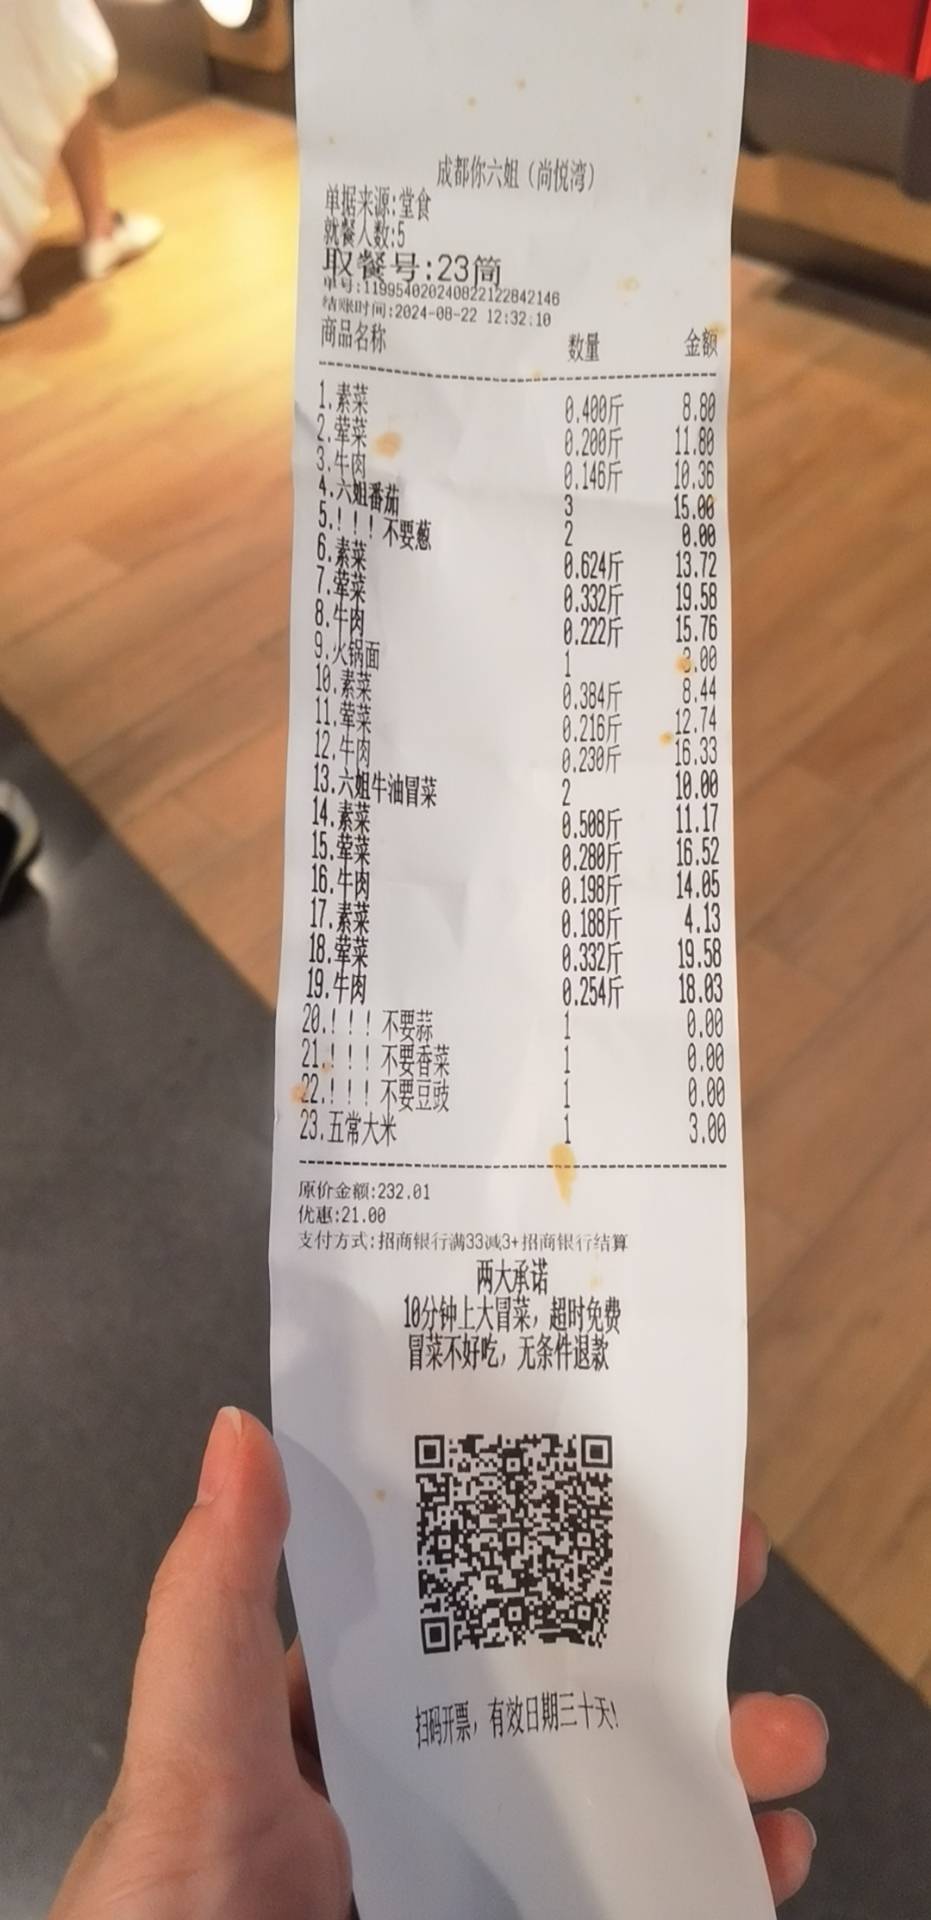 成都你六姐（尚悦湾）
单据来源:堂食
就餐人数:5
取餐号:23筒
单号:119954020240822122842146
结账时间:2024-08-22 12:32:10
商品名称 数量 金额
1.素菜 0.400斤 8.80
2.荤菜 0.200斤 11.80
3.牛肉 0.146斤 10.36
4.六姐番茄 3 15.00
5.!!!不要葱 2 0.00
6.素菜 0.624斤 13.72
7.荤菜 0.332斤 19.58
8.牛肉 0.222斤 15.76
9.火锅面 1 3.00
10.素菜 0.384斤 8.44
11.荤菜 0.216斤 12.74
12.牛肉 0.230斤 16.33
13.六姐牛油冒菜 2 10.00
14.素菜 0.508斤 11.17
15.荤菜 0.280斤 16.52
16.牛肉 0.198斤 14.05
17.素菜 0.188斤 4.13
18.荤菜 0.332斤 19.58
19.牛肉 0.254斤 18.03
20.!!!不要蒜 1 0.00
21.!!!不要香菜 1 0.00
22.!!!不要豆豉 1 0.00
23.五常大米 1 3.00
原价金额:232.01
优惠:21.00
支付方式:招商银行满33减3+招商银行结算
两大承诺
10分钟上大冒菜，超时免费
冒菜不好吃，无条件退款
扫码开票，有效日期三十天!